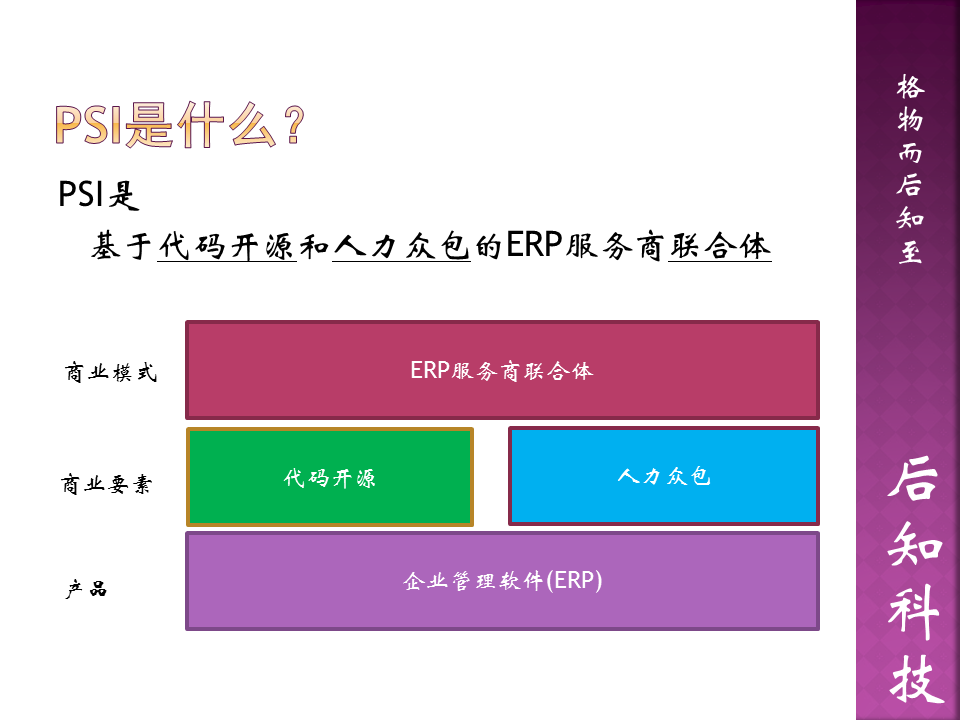 PSI是什么？
PSI是
基于代码开源和人力众包的ERP服务商联合体
商业模式
ERP服务商联合体
商业要素
代码开源
人力众包
产品
企业管理软件(ERP)
格物而后知至
后知科技